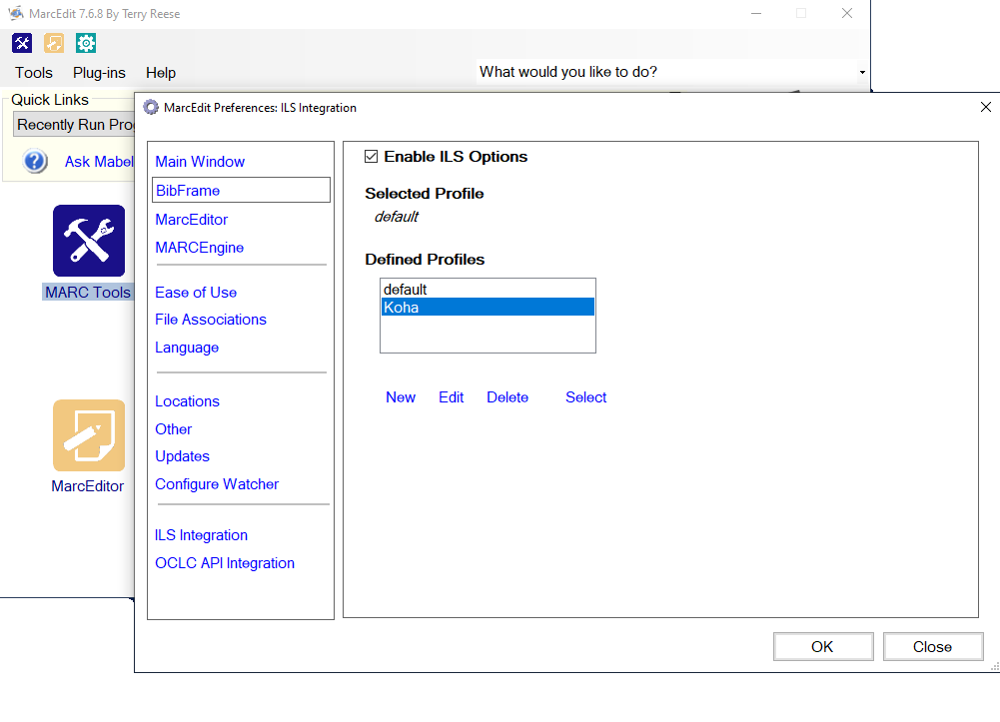 MarcEdit 7.6.8 By Terry Reese
Tools Plug-ins Help
What would you like to do?
Quick Links
Recently Run Pro
Ask Mabel
MARC Tools
MarcEditor
MarcEdit Preferences: ILS Integration
Main Window
BibFrame
MarcEditor
MARCEngine
Ease of Use
File Associations
Language
Locations
Other
Updates
Configure Watcher
ILS Integration
OCLC API Integration
Enable ILS Options
Selected Profile
default
Defined Profiles
default
Koha
New Edit Delete Select
OK Close